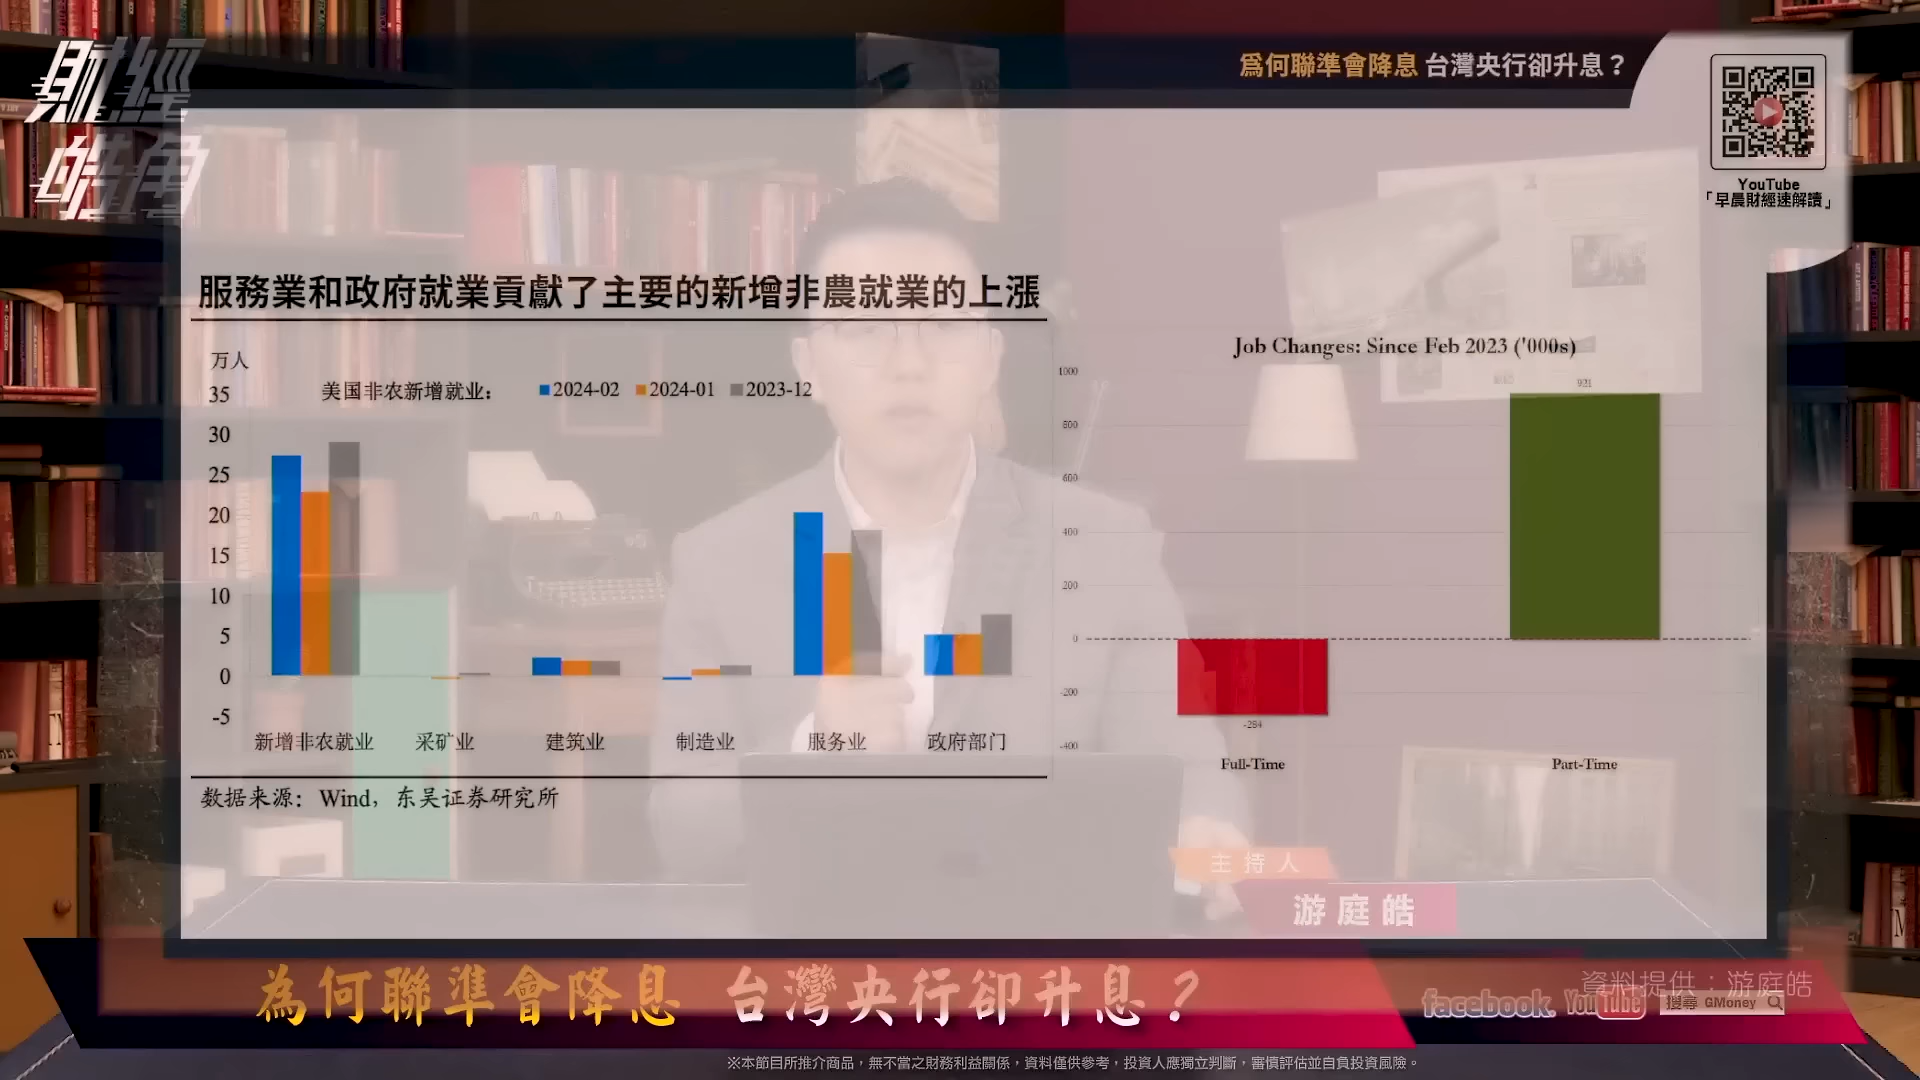 財經
皓角
為何聯準會降息 台灣央行卻升息？
YouTube
「早晨財經速解讀」
服務業和政府就業貢獻了主要的新增非農就業的上漲
万人
美国非农新增就业：
2024-02
2024-01
2023-12
35
30
25
20
15
10
5
0
-5
新增非农就业
采矿业
建筑业
制造业
服务业
政府部门
数据来源：Wind，东吴证券研究所
Job Changes: Since Feb 2023 ('000s)
1000
800
600
400
200
0
-200
-400
921
-284
Full-Time
Part-Time
主持人
游庭皓
為何聯準會降息 台灣央行卻升息？
資料提供：游庭皓
facebook.
YouTube
搜尋 GMoney
※本節目所推介商品，無不當之財務利益關係，資料僅供參考，投資人應獨立判斷，審慎評估並自負投資風險。